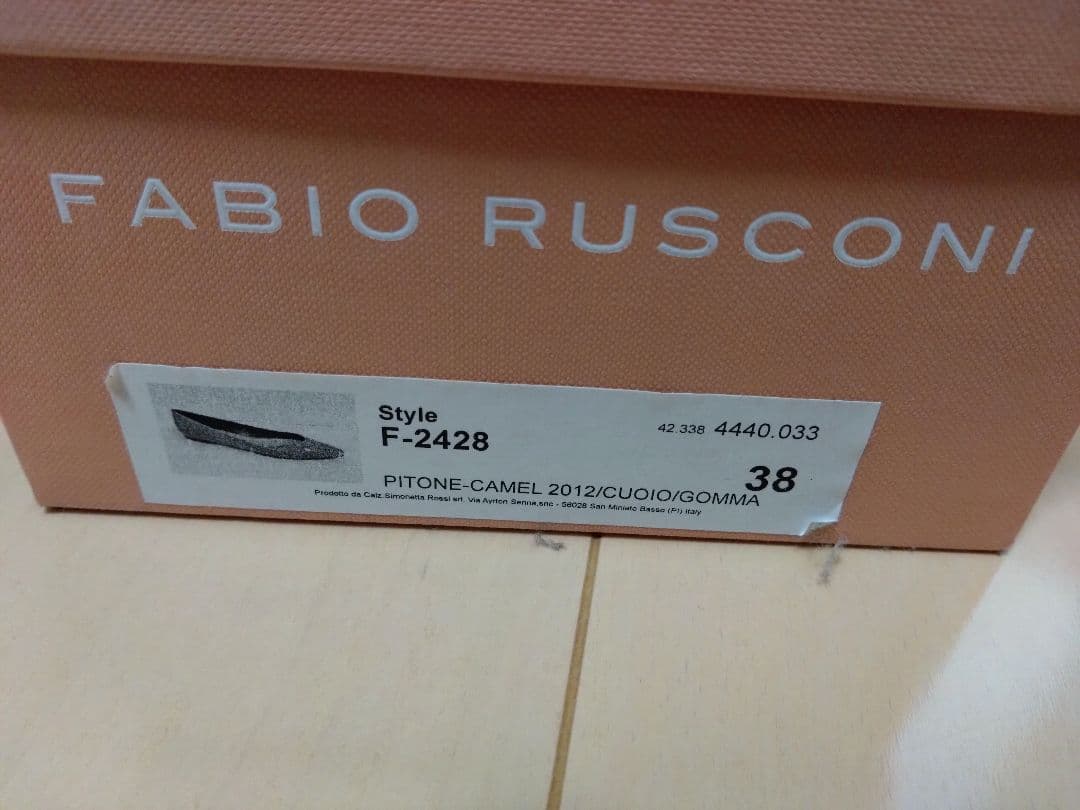 FABIO RUSCONI
Style
F-2428
42.338 4440.033
38
PITONE-CAMEL 2012/CUOIO/GOMMA
Prodotto da Calz.Simonetta Rossi srl. Via Ayrton Senna,snc - 56028 San Miniato Basso (PI) Italy